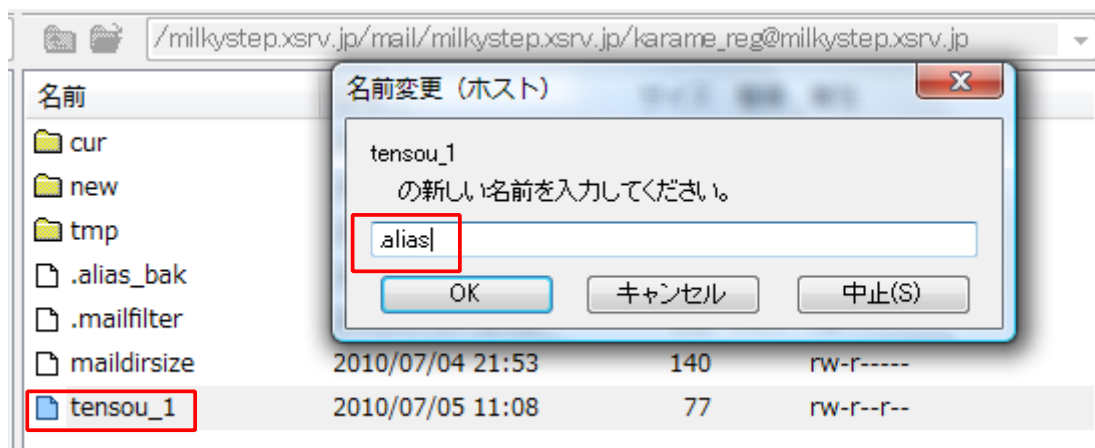 /milkystep.xsrv.jp/mail/milkystep.xsrv.jp/karame_reg@milkystep.xsrv.jp
名前
名前変更（ホスト）
tensou_1
の新しい名前を入力してください。
.alias
OK キャンセル 中止(S)
cur
new
tmp
.alias_bak
.mailfilter
maildirsize 2010/07/04 21:53 140 rw-r-----
tensou_1 2010/07/05 11:08 77 rw-r--r--